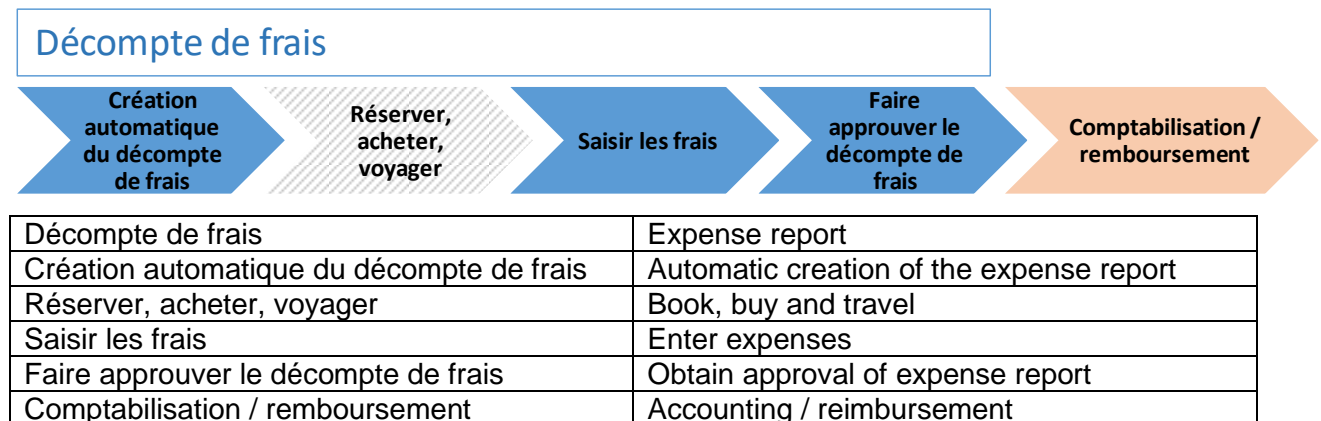 Décompte de frais
Création
automatique
du décompte
de frais
Réserver,
acheter,
voyager
Saisir les frais
Faire
approuver le
décompte de
frais
Comptabilisation /
remboursement
Décompte de frais Expense report
Création automatique du décompte de frais Automatic creation of the expense report
Réserver, acheter, voyager Book, buy and travel
Saisir les frais Enter expenses
Faire approuver le décompte de frais Obtain approval of expense report
Comptabilisation / remboursement Accounting / reimbursement